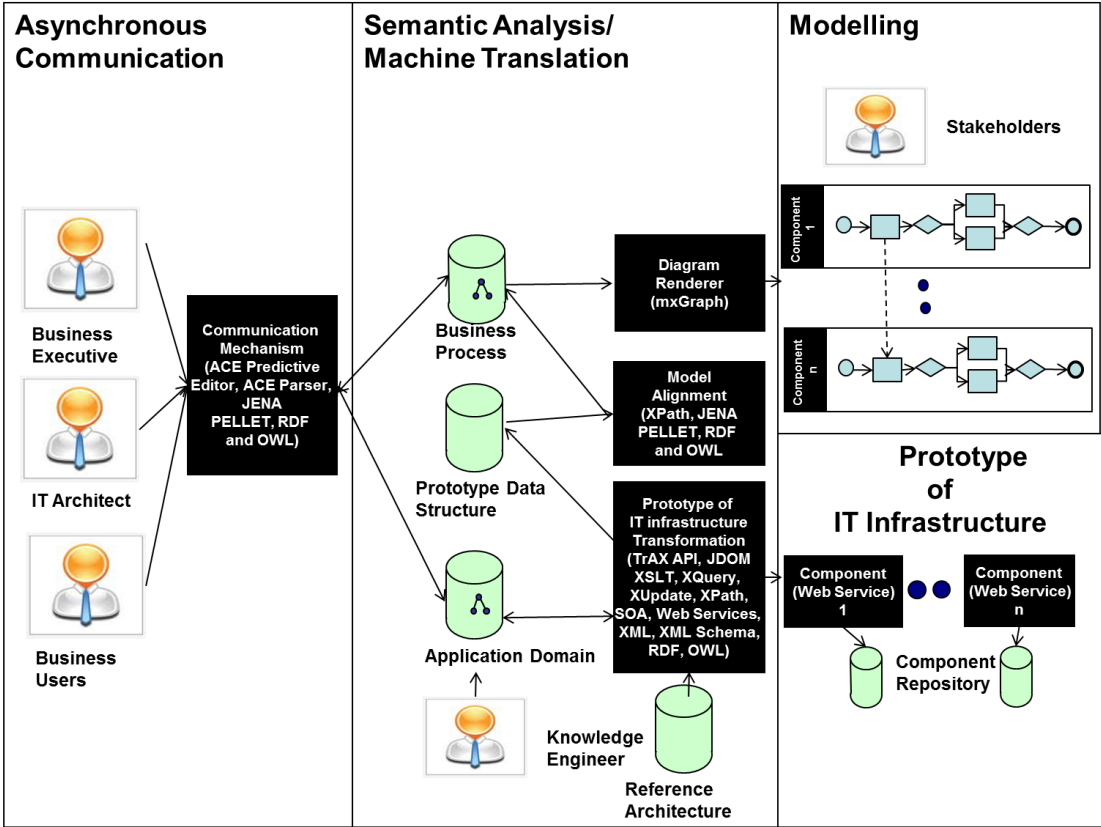 Asynchronous
Communication
Business
Executive
IT Architect
Business
Users
Communication
Mechanism
(ACE Predictive
Editor, ACE Parser,
JENA
PELLET, RDF
and OWL)
Semantic Analysis/
Machine Translation
Business
Process
Prototype Data
Structure
Application Domain
Knowledge
Engineer
Diagram
Renderer
(mxGraph)
Model
Alignment
(XPath, JENA
PELLET, RDF
and OWL
Prototype of
IT infrastructure
Transformation
(TrAX API, JDOM
XSLT, XQuery,
XUpdate, XPath,
SOA, Web Services,
XML, XML Schema,
RDF, OWL)
Reference
Architecture
Modelling
Stakeholders
Component
1
Component
n
Prototype
of
IT Infrastructure
Component
(Web Service)
1
Component
(Web Service)
n
Component
Repository